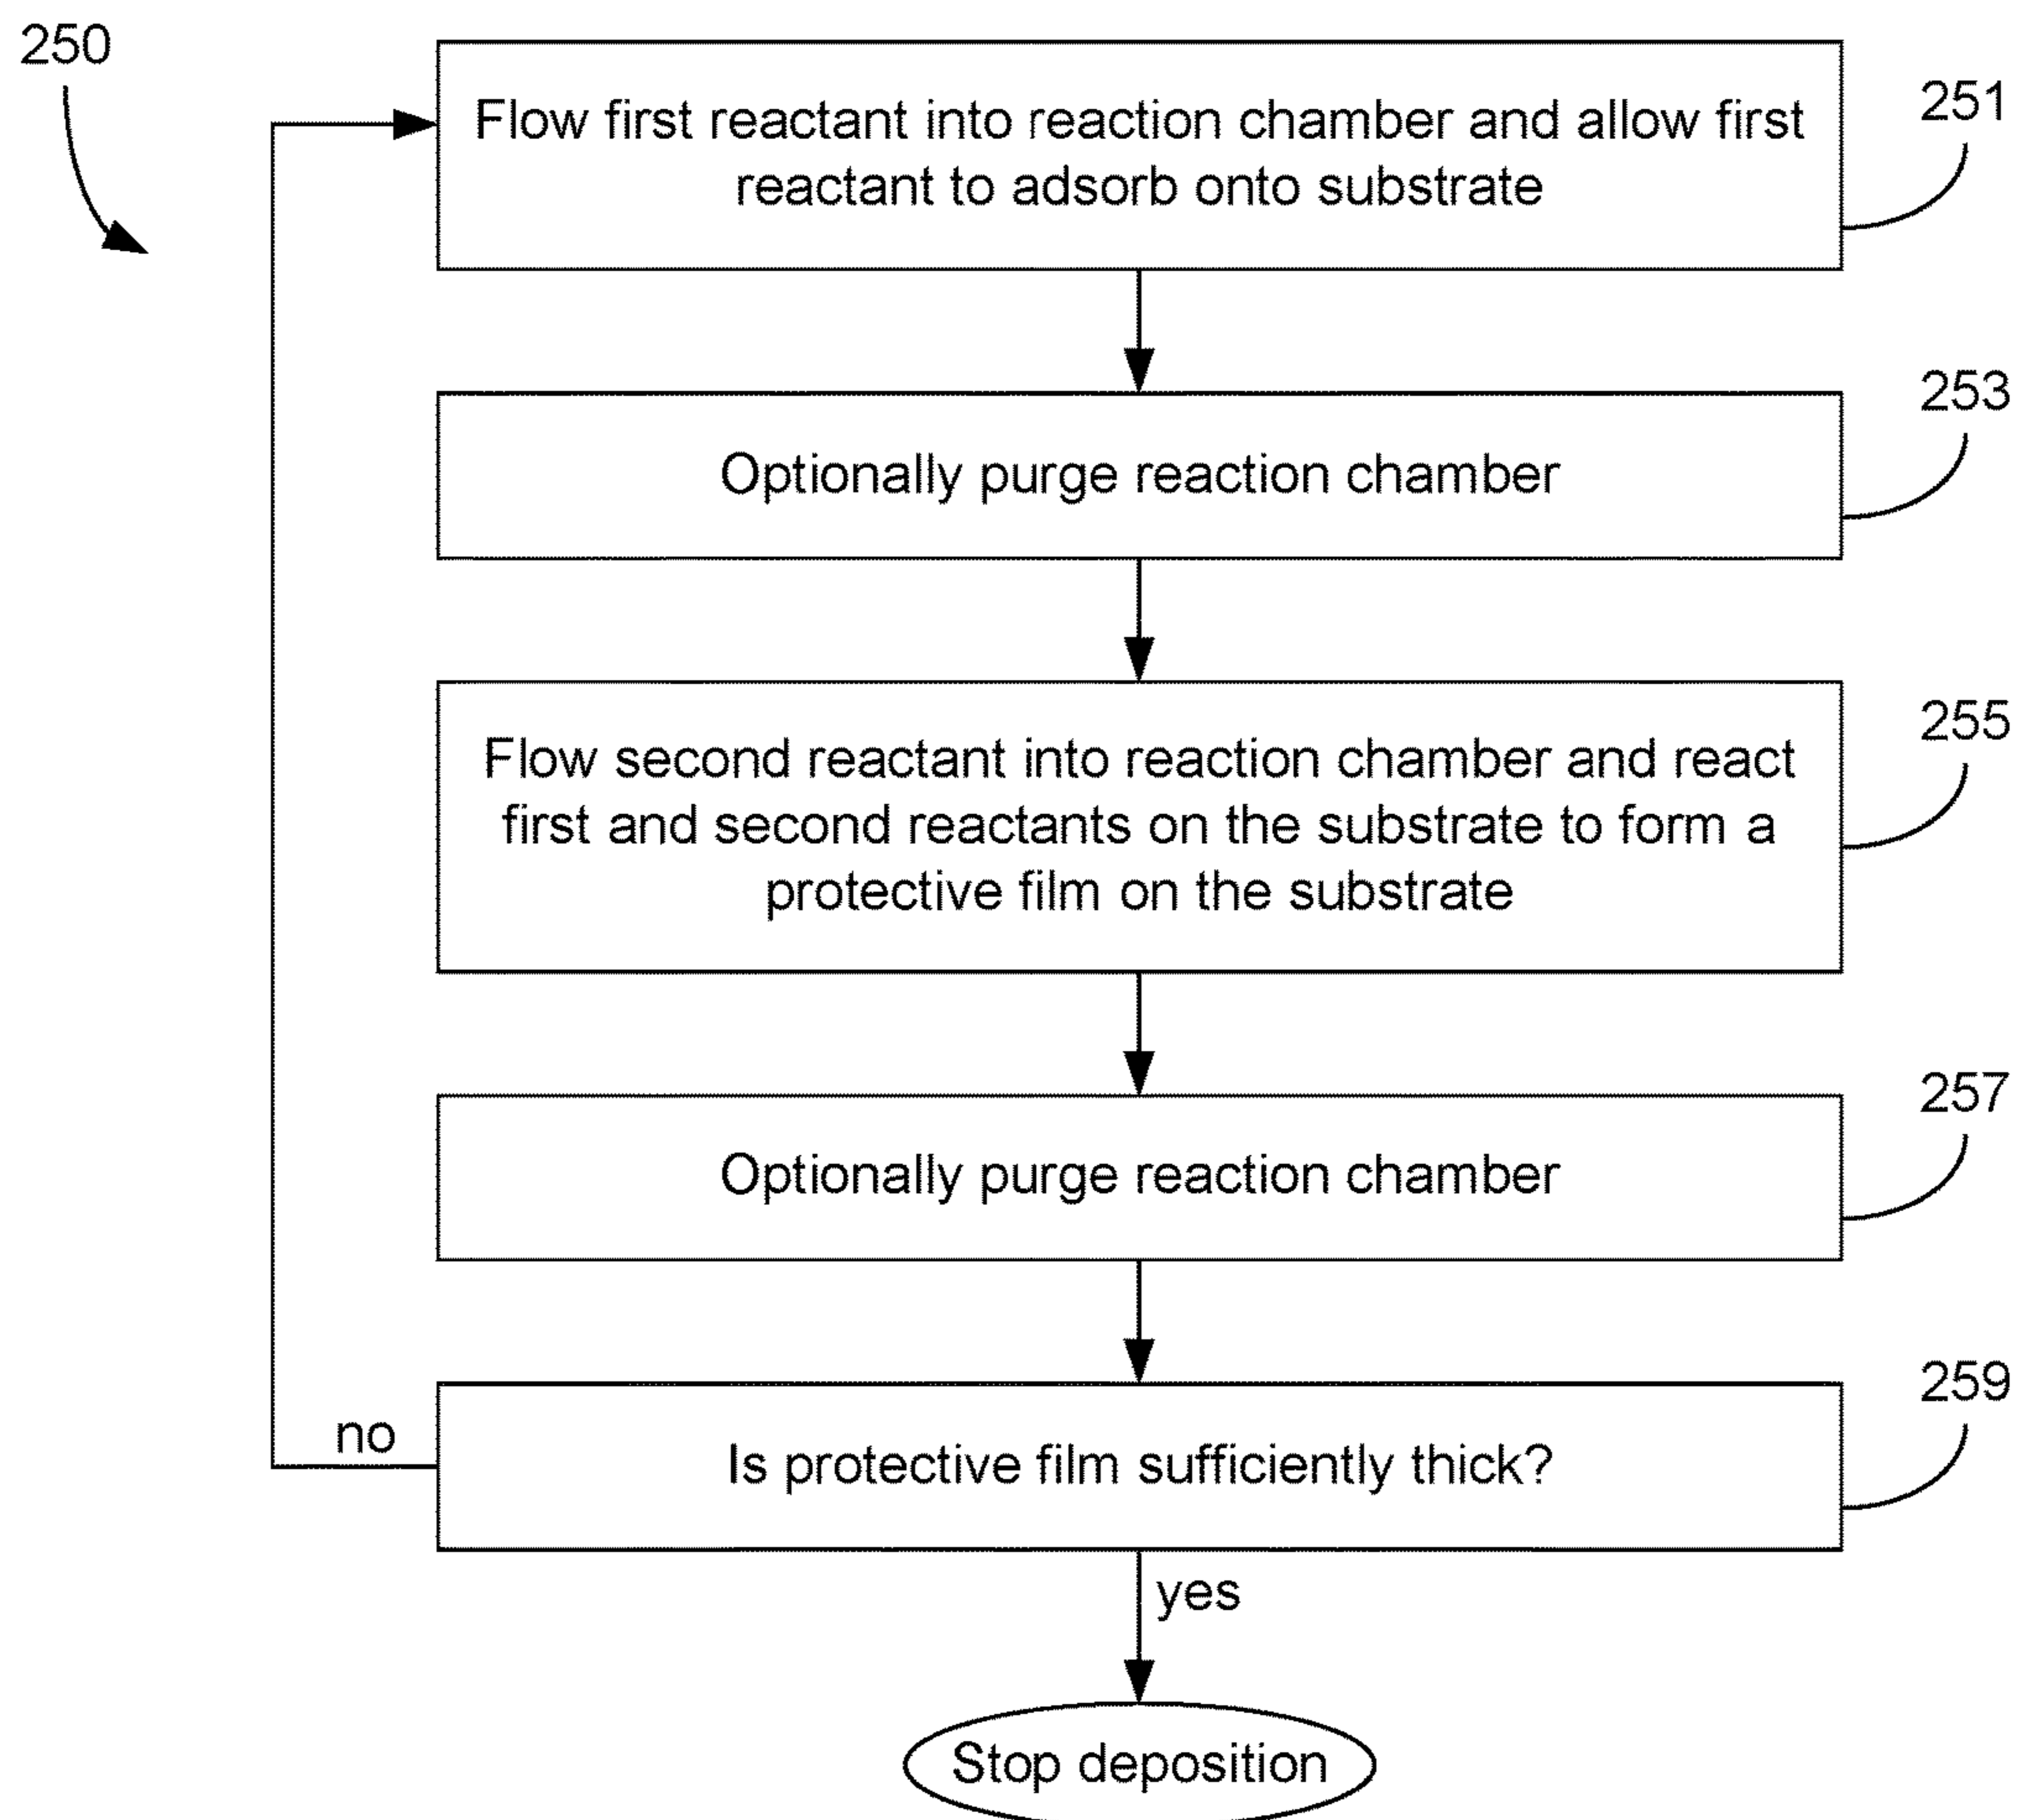 250
Flow first reactant into reaction chamber and allow first
reactant to adsorb onto substrate
251
Optionally purge reaction chamber
253
Flow second reactant into reaction chamber and react
first and second reactants on the substrate to form a
protective film on the substrate
255
Optionally purge reaction chamber
257
Is protective film sufficiently thick?
259
no
yes
Stop deposition